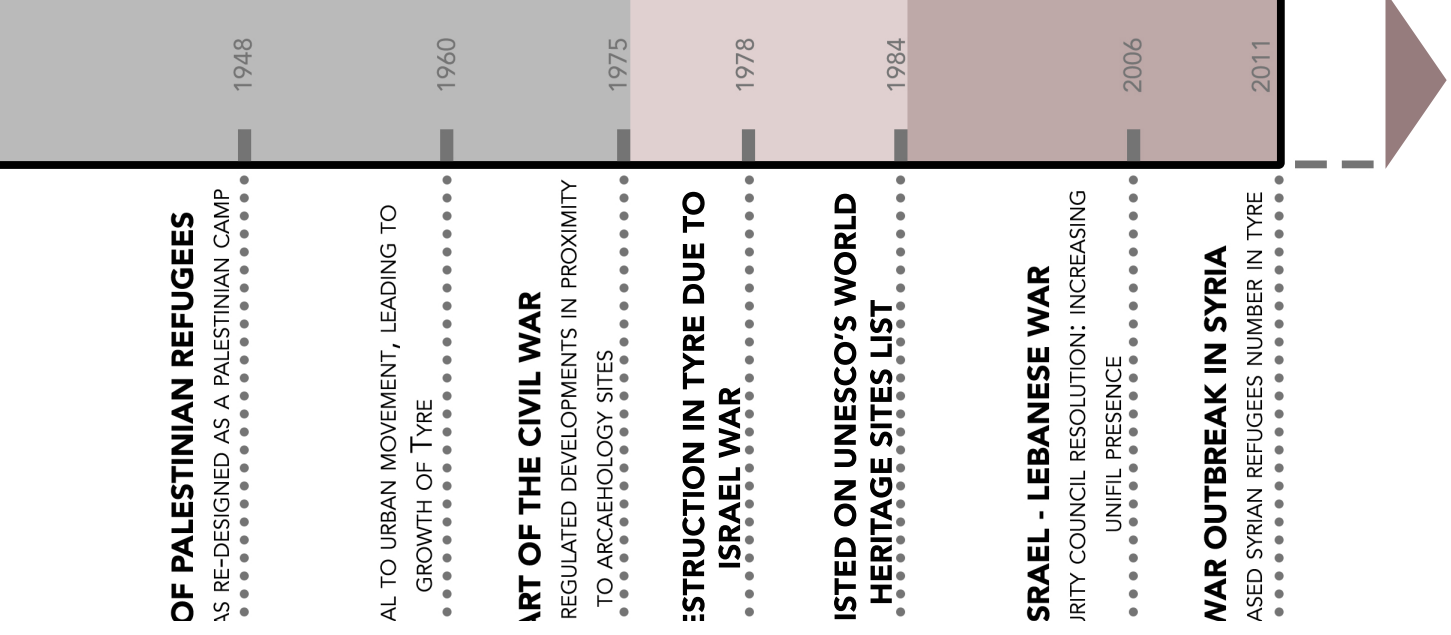 1948
1960
1975
1978
1984
2006
2011
OF PALESTINIAN REFUGEES
AS RE-DESIGNED AS A PALESTINIAN CAMP
AL TO URBAN MOVEMENT, LEADING TO
GROWTH OF TYRE
ART OF THE CIVIL WAR
REGULATED DEVELOPMENTS IN PROXIMITY
TO ARCAEHOLOGY SITES
ESTRUCTION IN TYRE DUE TO
ISRAEL WAR
ISTED ON UNESCO'S WORLD
HERITAGE SITES LIST
SRAEL - LEBANESE WAR
URITY COUNCIL RESOLUTION: INCREASING
UNIFIL PRESENCE
WAR OUTBREAK IN SYRIA
ASED SYRIAN REFUGEES NUMBER IN TYRE